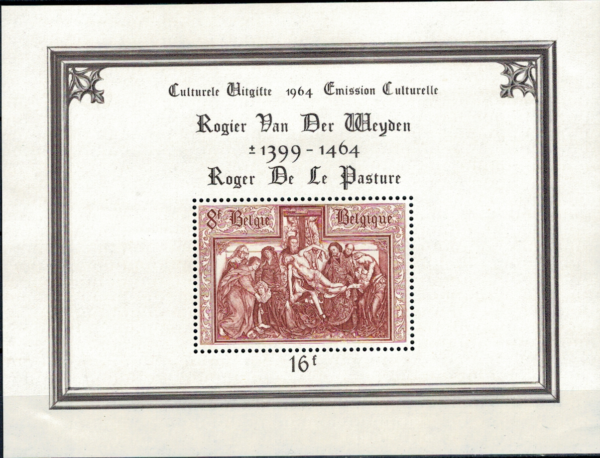 Culturele Uitgifte 1964 Emission Culturelle
Rogier Van Der Weyden
± 1399 - 1464
Roger De Le Pasture
8F België Belgique
16f